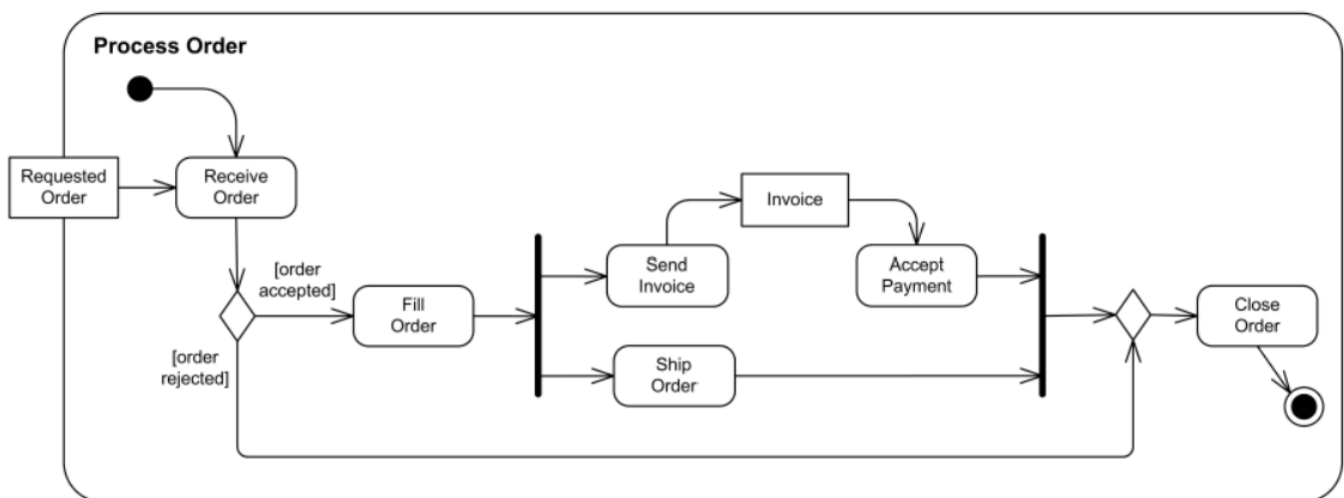 Process Order
Requested
Order
Receive
Order
[order
accepted]
[order
rejected]
Fill
Order
Send
Invoice
Invoice
Accept
Payment
Ship
Order
Close
Order